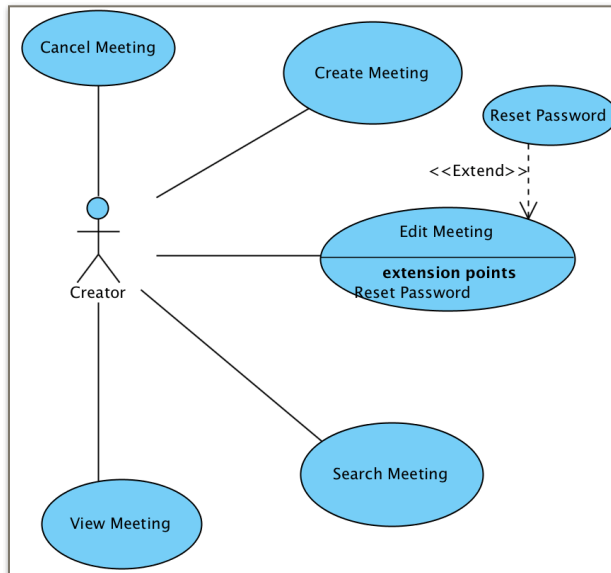 Cancel Meeting
Create Meeting
Reset Password
<<Extend>>
Edit Meeting
extension points
Reset Password
Creator
Search Meeting
View Meeting